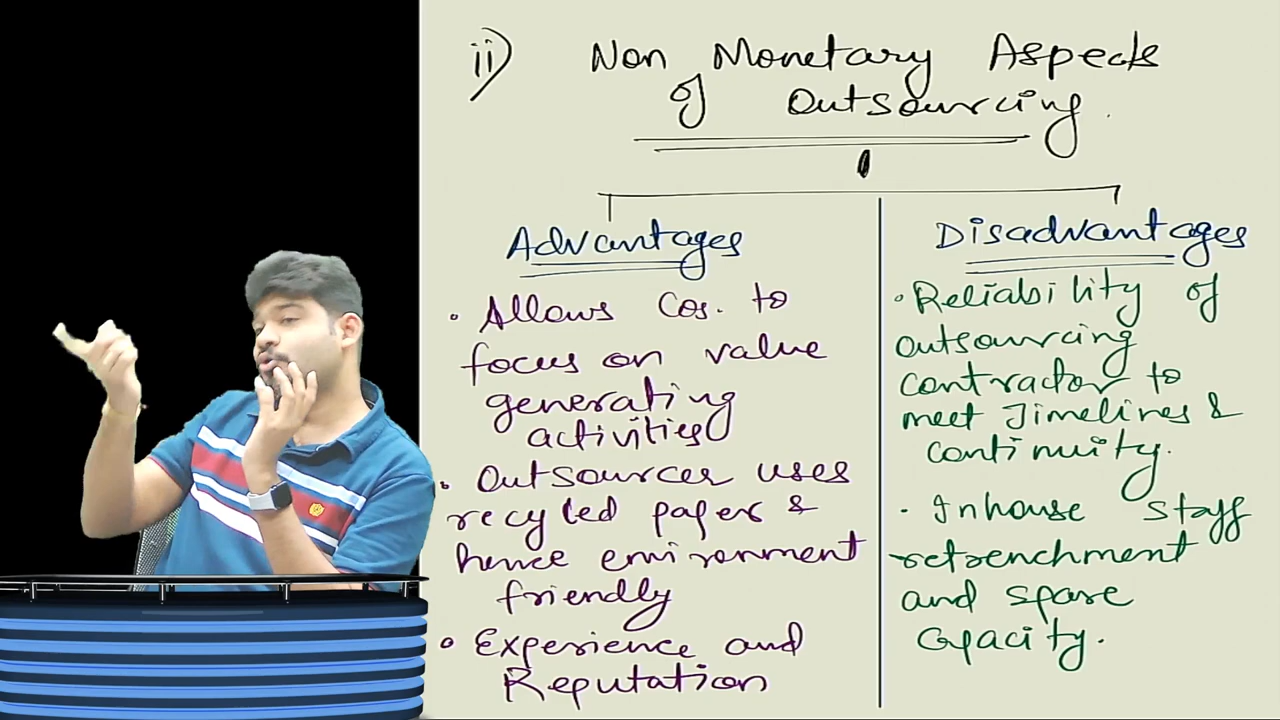 ii) Non Monetary Aspects
of Outsourcing.
Advantages
• Allows Cos. to
focus on value
generating
activities
• Outsourcer uses
recycled paper &
hence environment
friendly
• Experience and
Reputation
Disadvantages
• Reliability of
outsourcing
contractor to
meet Timelines &
continuity.
• Inhouse staff
retrenchment
and spare
capacity.